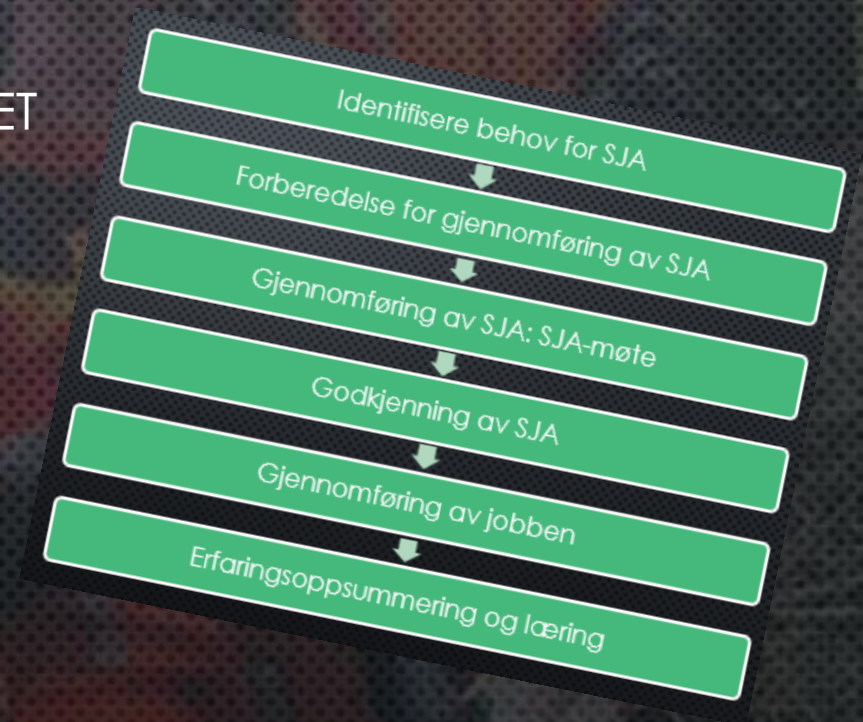 ET
Identifisere behov for SJA
Forberedelse for gjennomføring av SJA
Gjennomføring av SJA: SJA-møte
Godkjenning av SJA
Gjennomføring av jobben
Erfaringsoppsummering og læring